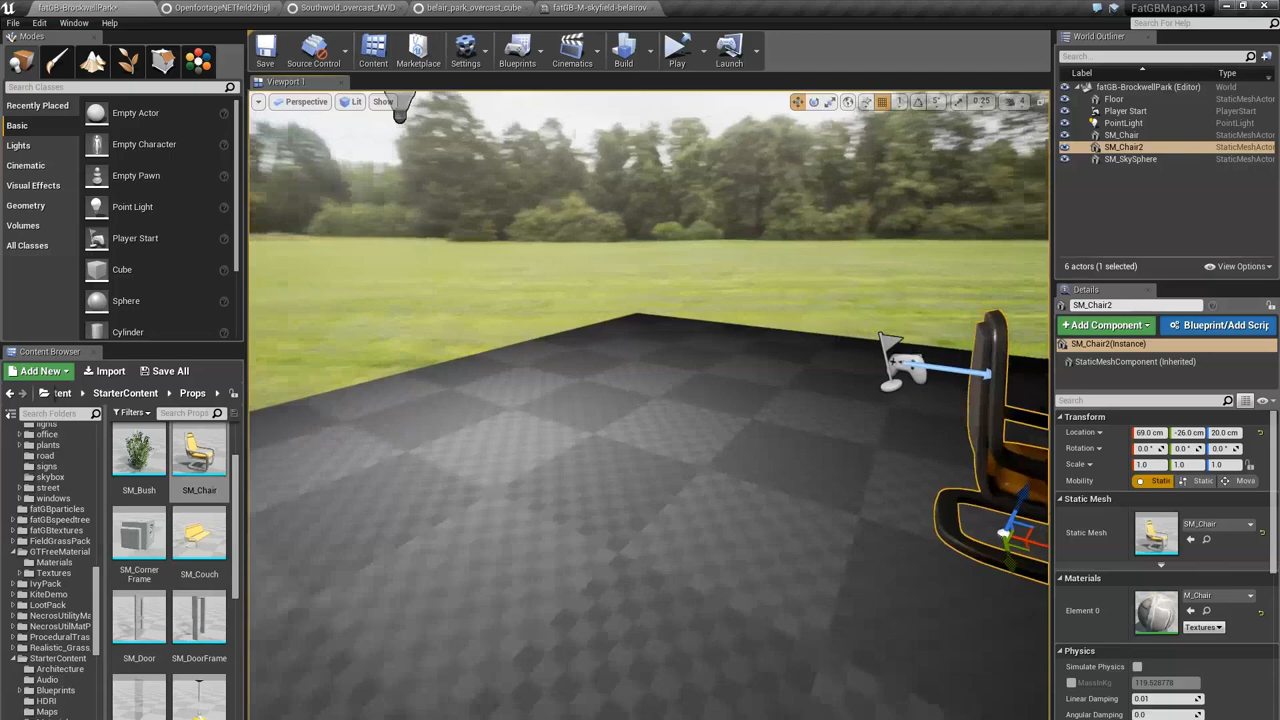 fatGB-BrockwellPark*
OpenfootageNETfeild2higl
Southwold_overcast_NVID
belair_park_overcast_cube
fatGB-M-skyfield-belairov
FatGBMaps413
File Edit Window Help
Search For Help
Modes
Search Classes
Recently Placed
Basic
Lights
Cinematic
Visual Effects
Geometry
Volumes
All Classes
Empty Actor
Empty Character
Empty Pawn
Point Light
Player Start
Cube
Sphere
Cylinder
Save
Source Control
Content
Marketplace
Settings
Blueprints
Cinematics
Build
Play
Launch
Viewport 1
Perspective
Lit
Show
1
5°
0.25
4
World Outliner
Search...
Label
Type
fatGB-BrockwellPark (Editor) World
Floor StaticMeshActor
Player Start PlayerStart
PointLight PointLight
SM_Chair StaticMeshActor
SM_Chair2 StaticMeshActor
SM_SkySphere StaticMeshActor
6 actors (1 selected)
View Options
Details
SM_Chair2
+Add Component
Blueprint/Add Scrip
SM_Chair2(Instance)
StaticMeshComponent (Inherited)
Search
Transform
Location 69.0 cm -26.0 cm 20.0 cm
Rotation 0.0° 0.0° 0.0°
Scale 1.0 1.0 1.0
Mobility Static Static Mova
Static Mesh
Static Mesh SM_Chair
Materials
Element 0 M_Chair
Textures
Physics
Simulate Physics
MassInKg 119.528778
Linear Damping 0.01
Angular Damping 0.0
Content Browser
Add New
Import
Save All
tent StarterContent Props
Search Folders
Filters
Search Props
lights
office
plants
road
signs
skybox
street
windows
fatGBparticles
fatGBspeedtree
fatGBtextures
FieldGrassPack
GTFreeMaterial
Materials
Textures
IvyPack
KiteDemo
LootPack
NecrosUtilityMa
NecrosUtilMatP
ProceduralTras
Realistic_Grass
StarterContent
Architecture
Audio
Blueprints
HDRI
Maps
SM_Bush
SM_Chair
SM_Corner
Frame
SM_Couch
SM_Door
SM_DoorFrame